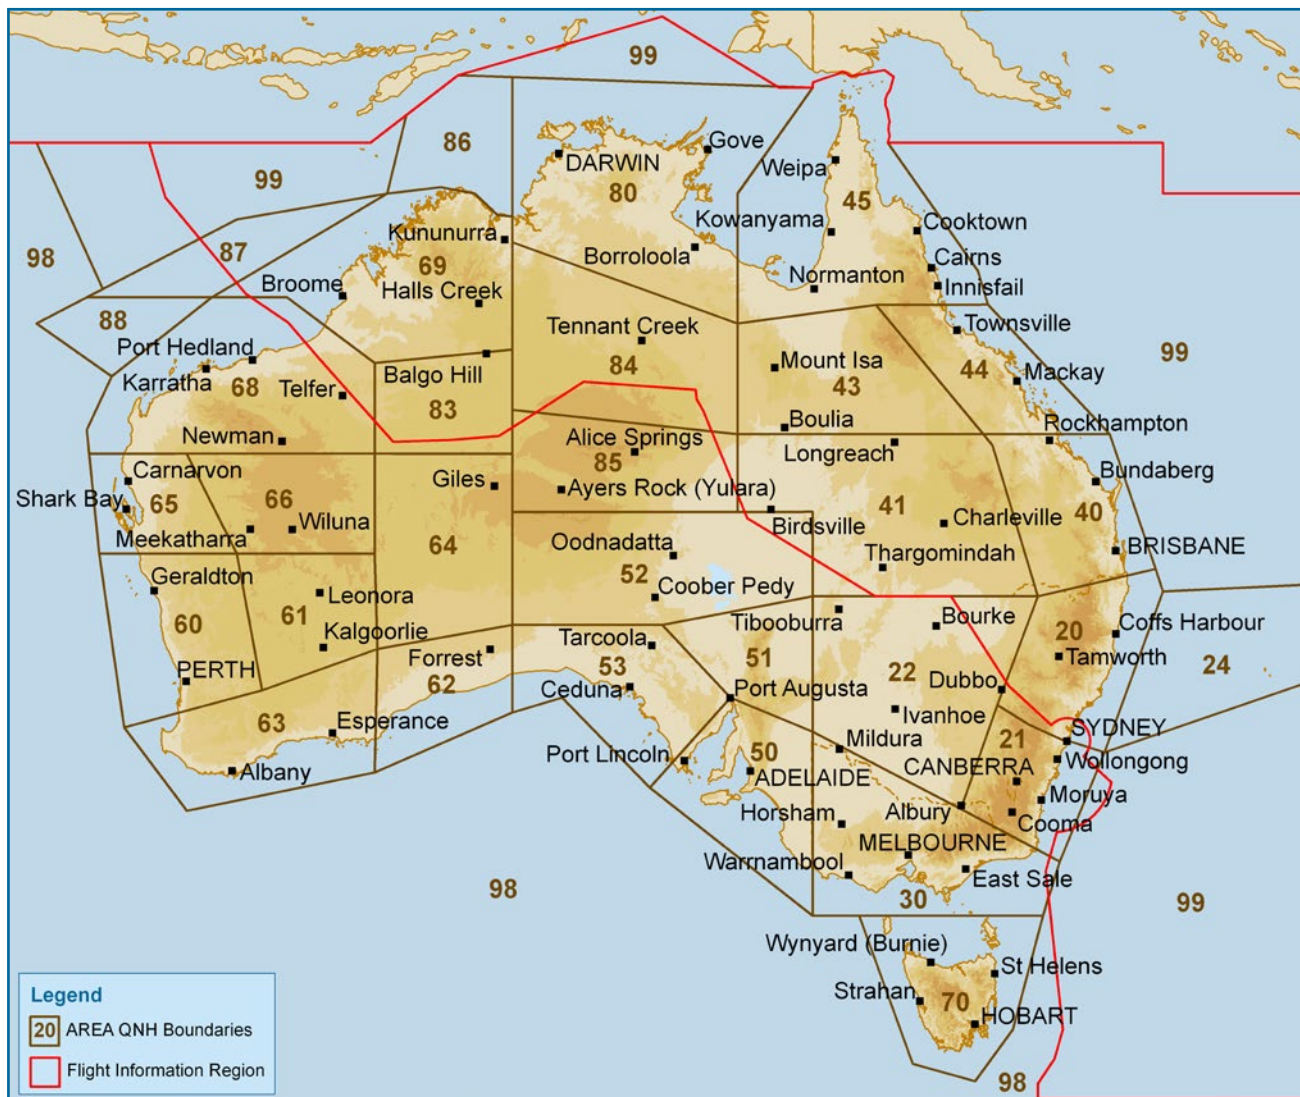 99
86
Gove
DARWIN
Weipa
99
80
45
Kowanyama
Cooktown
Kununurra
87
98
Borroloola
69
Cairns
Broome
Halls Creek
Normanton
Innisfail
88
Tennant Creek
Townsville
Port Hedland
99
Balgo Hill
84
Mount Isa
44
Karratha
68
Telfer
43
Mackay
83
Boulia
Rockhampton
Newman
Alice Springs
Longreach
Carnarvon
85
Bundaberg
Giles
Ayers Rock (Yulara)
Shark Bay
65
66
41
40
Wiluna
Birdsville
Charleville
Meekatharra
64
Oodnadatta
BRISBANE
Thargomindah
Geraldton
52
Coober Pedy
Leonora
61
Tibooburra
Bourke
60
Kalgoorlie
20
Coffs Harbour
Tarcoola
Forrest
51
Tamworth
53
22
24
PERTH
62
Ceduna
Port Augusta
Dubbo
63
Esperance
Ivanhoe
SYDNEY
Mildura
21
Port Lincoln
50
Wollongong
Albany
ADELAIDE
CANBERRA
Moruya
Horsham
Albury
Cooma
MELBOURNE
Warrnambool
East Sale
98
30
99
Wynyard (Burnie)
St Helens
Strahan
70
HOBART
98
Legend
20 AREA QNH Boundaries
Flight Information Region